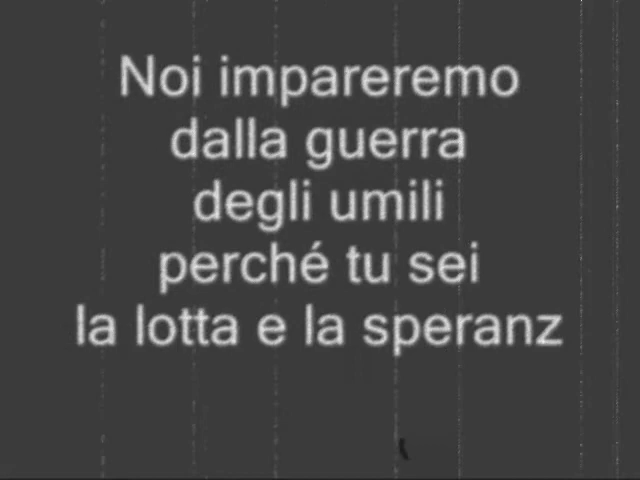 Noi impareremo
dalla guerra
degli umili
perché tu sei
la lotta e la speranz